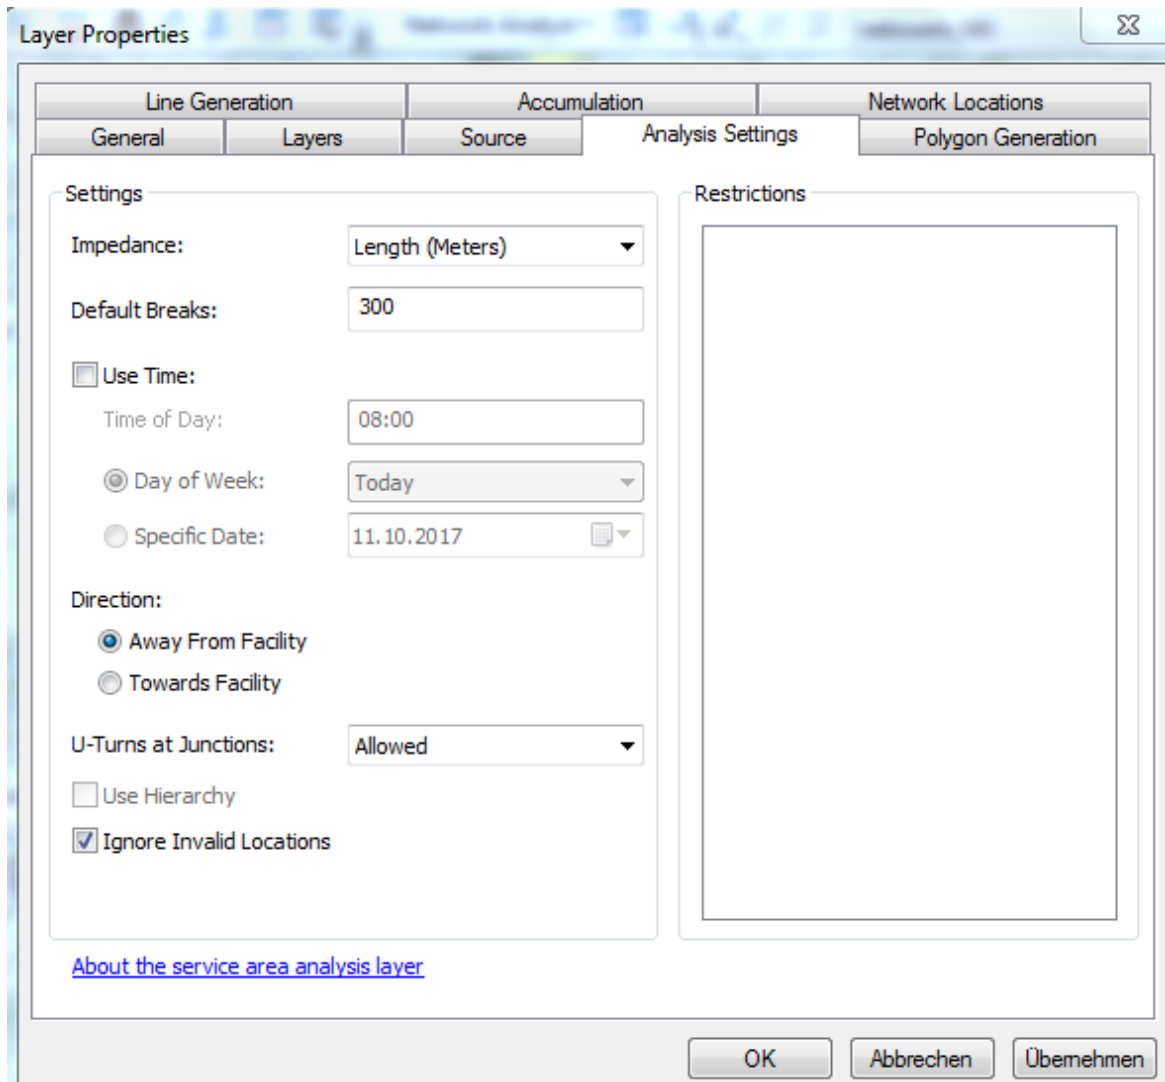 Layer Properties
Line Generation Accumulation Network Locations
General Layers Source Analysis Settings Polygon Generation
Settings
Impedance: Length (Meters)
Default Breaks: 300
Use Time:
Time of Day: 08:00
Day of Week: Today
Specific Date: 11.10.2017
Direction:
Away From Facility
Towards Facility
U-Turns at Junctions: Allowed
Use Hierarchy
Ignore Invalid Locations
Restrictions
About the service area analysis layer
OK Abbrechen Übernehmen